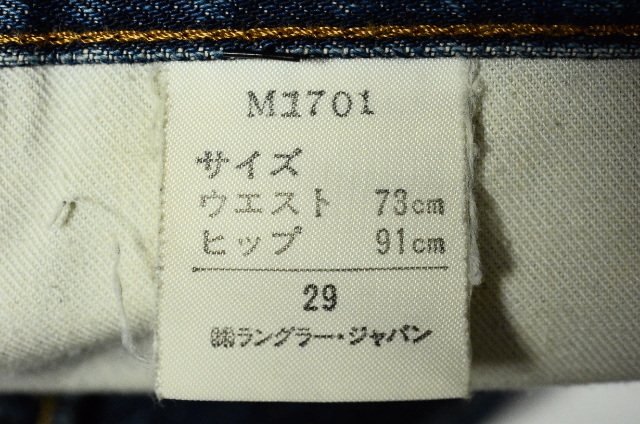 M1701
サイズ
ウエスト 73cm
ヒップ 91cm
29
㈱ラングラー・ジャパン